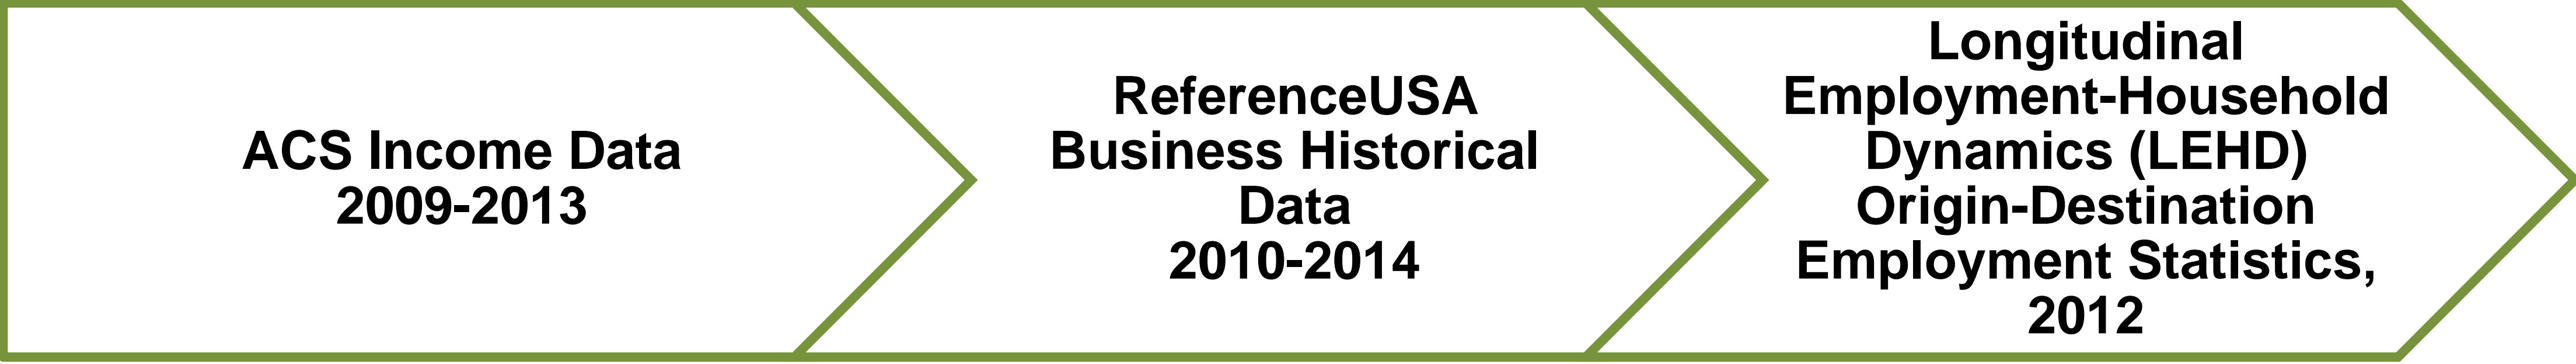 ACS Income Data
2009-2013
ReferenceUSA
Business Historical
Data
2010-2014
Longitudinal
Employment-Household
Dynamics (LEHD)
Origin-Destination
Employment Statistics,
2012